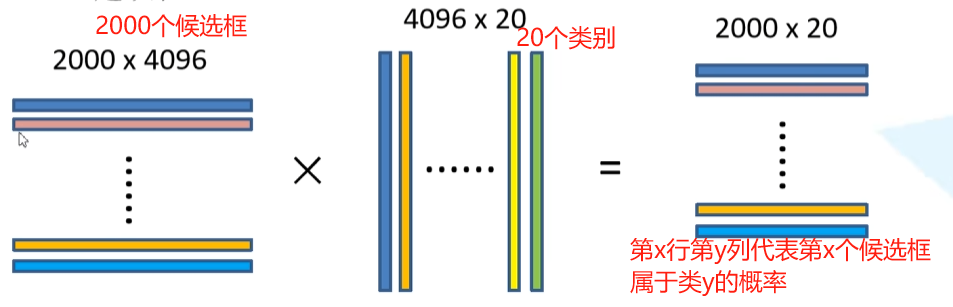 2000个候选框
2000 x 4096
4096 x 20
20个类别
2000 x 20
×
=
第x行第y列代表第x个候选框
属于类y的概率